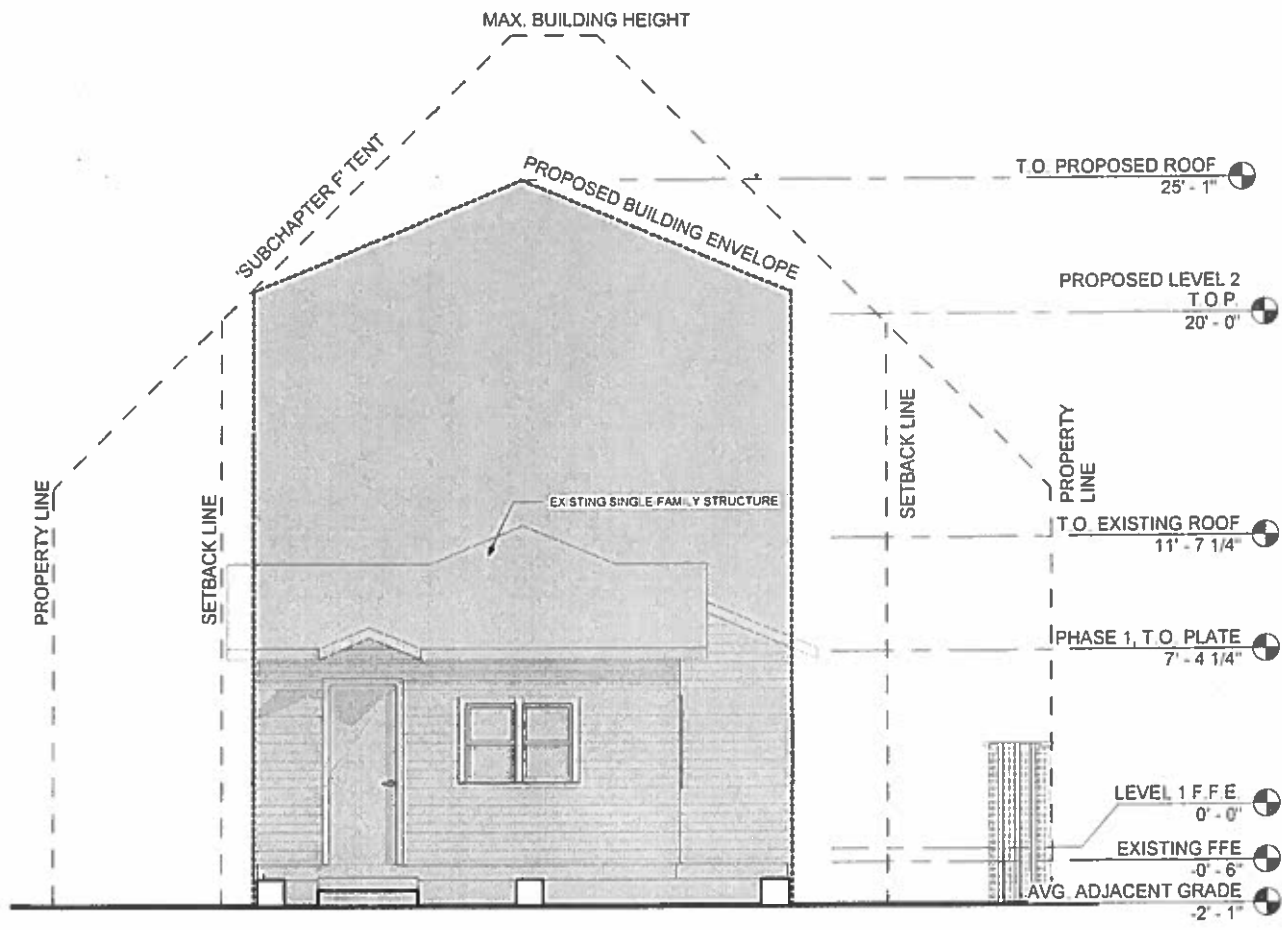 MAX. BUILDING HEIGHT
'SUBCHAPTER F' TENT
PROPOSED BUILDING ENVELOPE
T.O. PROPOSED ROOF
25' - 1"
PROPOSED LEVEL 2
T.O.P.
20' - 0"
PROPERTY LINE
SETBACK LINE
SETBACK LINE
PROPERTY
LINE
EXISTING SINGLE-FAMILY STRUCTURE
T.O. EXISTING ROOF
11' - 7 1/4"
PHASE 1, T.O. PLATE
7' - 4 1/4"
LEVEL 1 F.F.E.
0' - 0"
EXISTING FFE
-0' - 6"
AVG. ADJACENT GRADE
-2' - 1"